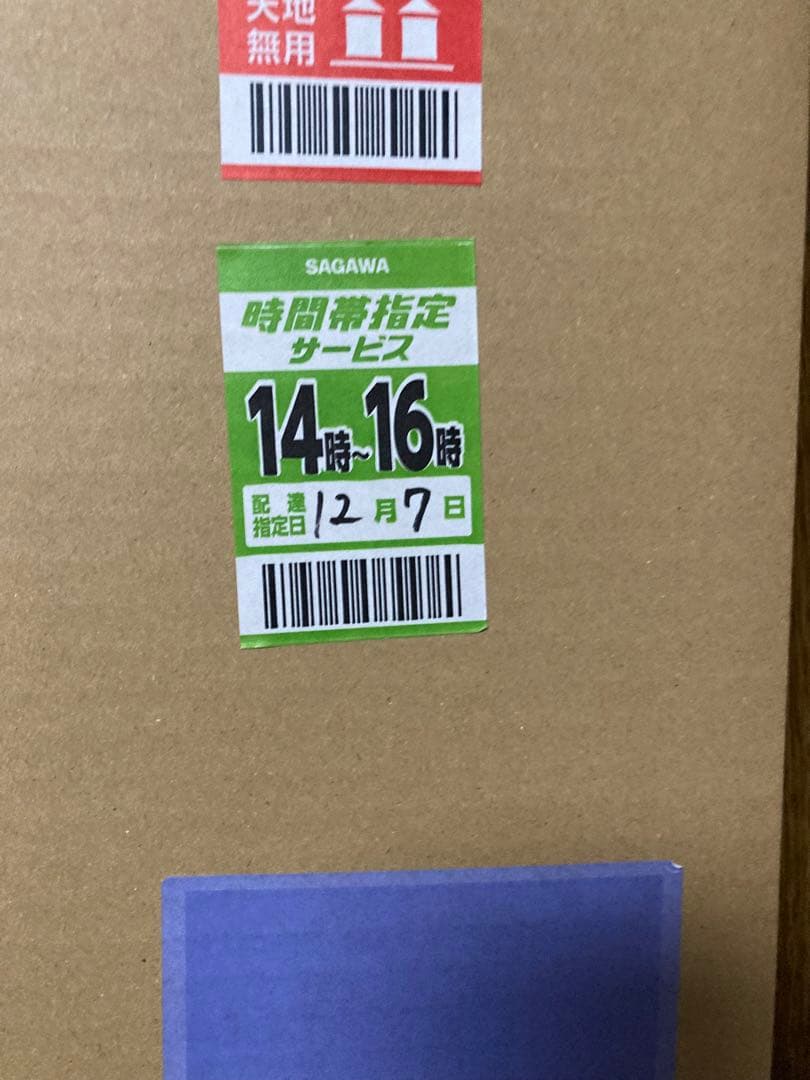 天地
無用
SAGAWA
時間帯指定
サービス
14時~16時
配達
指定日 12月7日